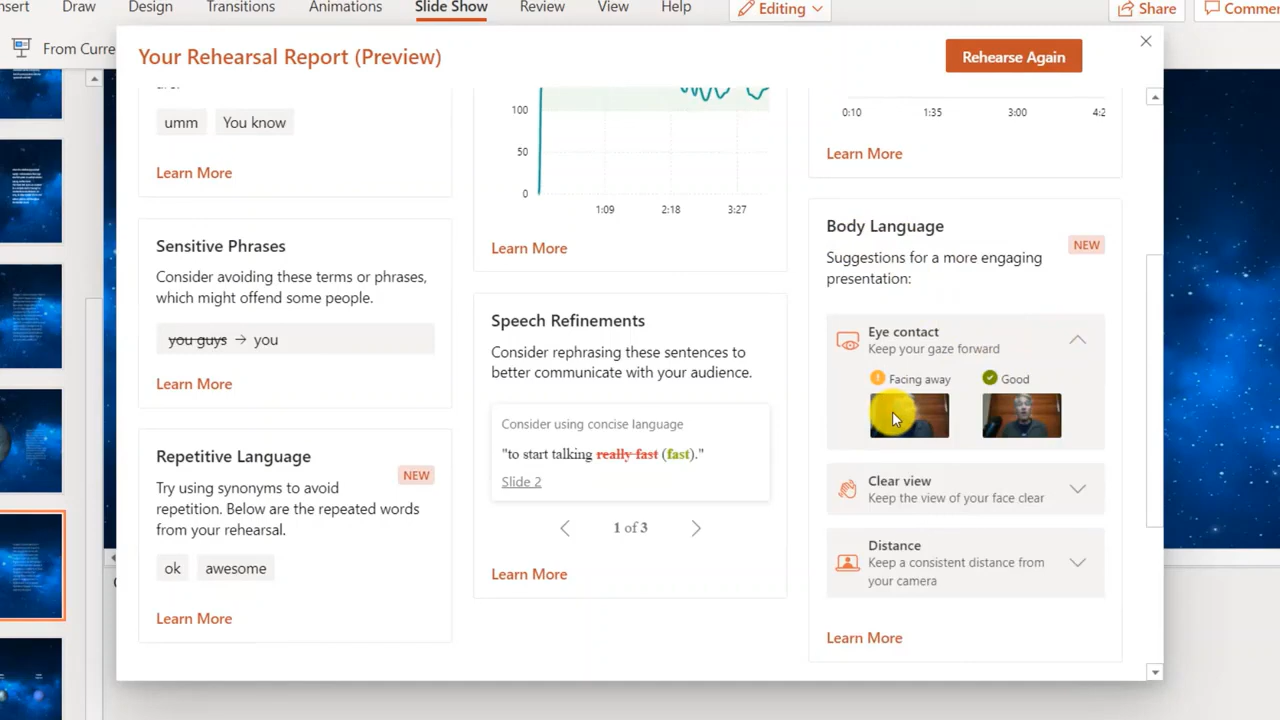 nsert Draw Design Transitions Animations Slide Show Review View Help Editing Share Comme
From Curre
Your Rehearsal Report (Preview)
Rehearse Again
umm You know
Learn More
Sensitive Phrases
Consider avoiding these terms or phrases,
which might offend some people.
you guys → you
Learn More
Repetitive Language
NEW
Try using synonyms to avoid
repetition. Below are the repeated words
from your rehearsal.
ok awesome
Learn More
100
50
0
1:09 2:18 3:27
Learn More
Speech Refinements
Consider rephrasing these sentences to
better communicate with your audience.
Consider using concise language
"to start talking really fast (fast)."
Slide 2
1 of 3
Learn More
0:10 1:35 3:00 4:2
Learn More
Body Language
NEW
Suggestions for a more engaging
presentation:
Eye contact
Keep your gaze forward
Facing away Good
Clear view
Keep the view of your face clear
Distance
Keep a consistent distance from
your camera
Learn More